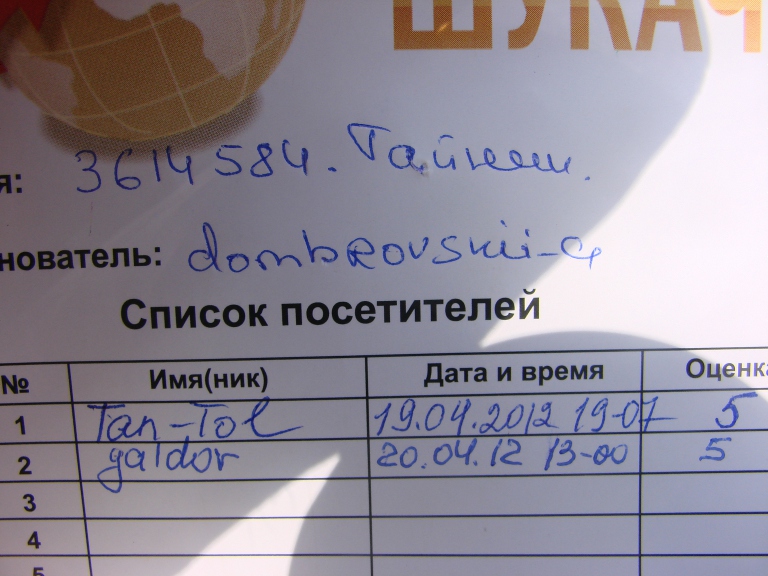 ШУКАЧ
я: 3614584. Тайник.
нователь: dombrovskii-a
Список посетителей
№ Имя(ник) Дата и время Оценка
1 Tan-Tol 19.04.2012 19-07 5
2 galdor 20.04.12 13-00 5
3
4
5